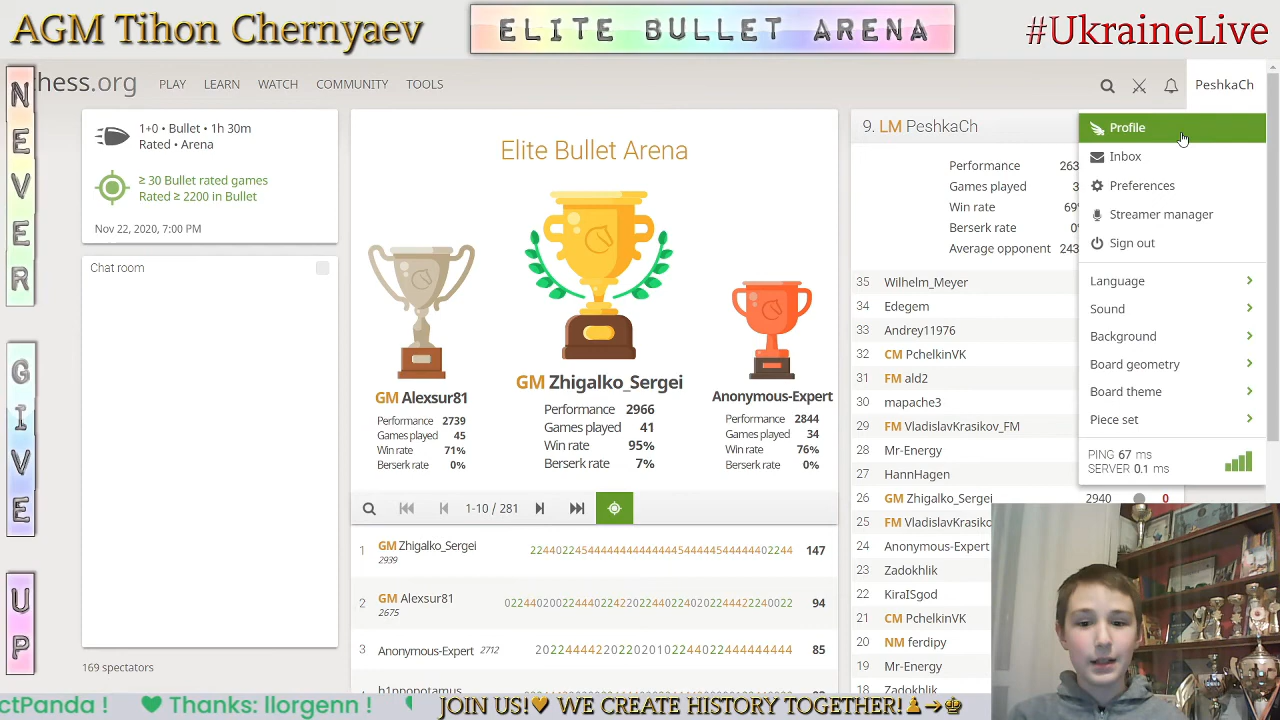 AGM Tihon Chernyaev
ELITE BULLET ARENA
#UkraineLive
NEVER
GIVE
UP
hess.org
PLAY
LEARN
WATCH
COMMUNITY
TOOLS
PeshkaCh
1+0 • Bullet • 1h 30m
Rated • Arena
≥ 30 Bullet rated games
Rated ≥ 2200 in Bullet
Nov 22, 2020, 7:00 PM
Chat room
169 spectators
Elite Bullet Arena
GM Alexsur81
Performance 2739
Games played 45
Win rate 71%
Berserk rate 0%
GM Zhigalko_Sergei
Performance 2966
Games played 41
Win rate 95%
Berserk rate 7%
Anonymous-Expert
Performance 2844
Games played 34
Win rate 76%
Berserk rate 0%
1-10 / 281
1 GM Zhigalko_Sergei 147
2939
2 GM Alexsur81 94
2675
3 Anonymous-Expert 2712 85
9. LM PeshkaCh
Performance 263
Games played 3
Win rate 69
Berserk rate 0
Average opponent 243
35 Wilhelm_Meyer
34 Edegem
33 Andrey11976
32 CM PchelkinVK
31 FM ald2
30 mapache3
29 FM VladislavKrasikov_FM
28 Mr-Energy
27 HannHagen
26 GM Zhigalko_Sergei 2940 0
25 FM VladislavKrasiko
24 Anonymous-Expert
23 Zadokhlik
22 KiraISgod
21 CM PchelkinVK
20 NM ferdipy
19 Mr-Energy
18 Zadokhlik
Profile
Inbox
Preferences
Streamer manager
Sign out
Language
Sound
Background
Board geometry
Board theme
Piece set
PING 67 ms
SERVER 0.1 ms
ctPanda ! Thanks: llorgenn !
JOIN US! WE CREATE HISTORY TOGETHER!